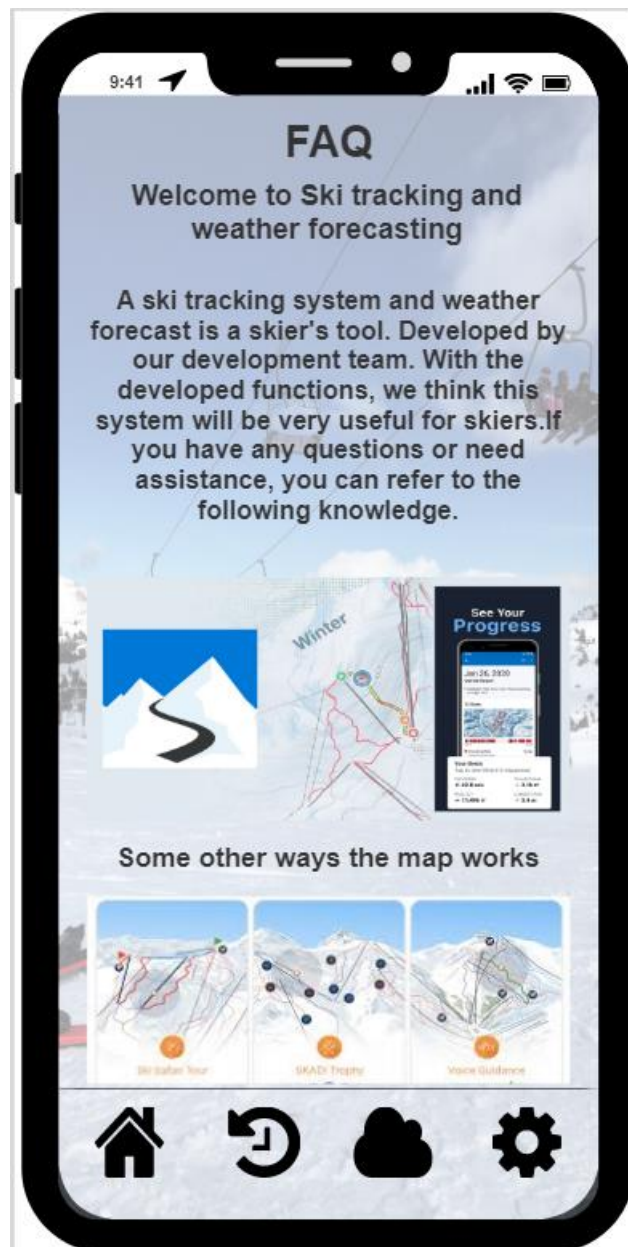 9:41
FAQ
Welcome to Ski tracking and
weather forecasting
A ski tracking system and weather
forecast is a skier's tool. Developed by
our development team. With the
developed functions, we think this
system will be very useful for skiers.If
you have any questions or need
assistance, you can refer to the
following knowledge.
Winter
See Your
Progress
Jan 26, 2020
Some other ways the map works
Ski Safari Tour
SKADI Trophy
Voice Guidance